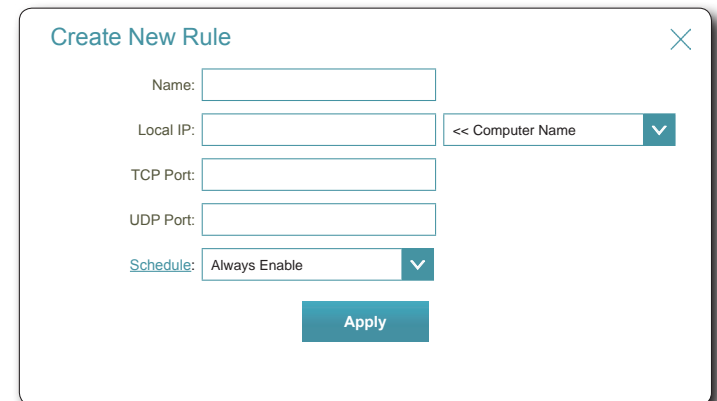 Create New Rule
Name:
Local IP: << Computer Name
TCP Port:
UDP Port:
Schedule: Always Enable
Apply